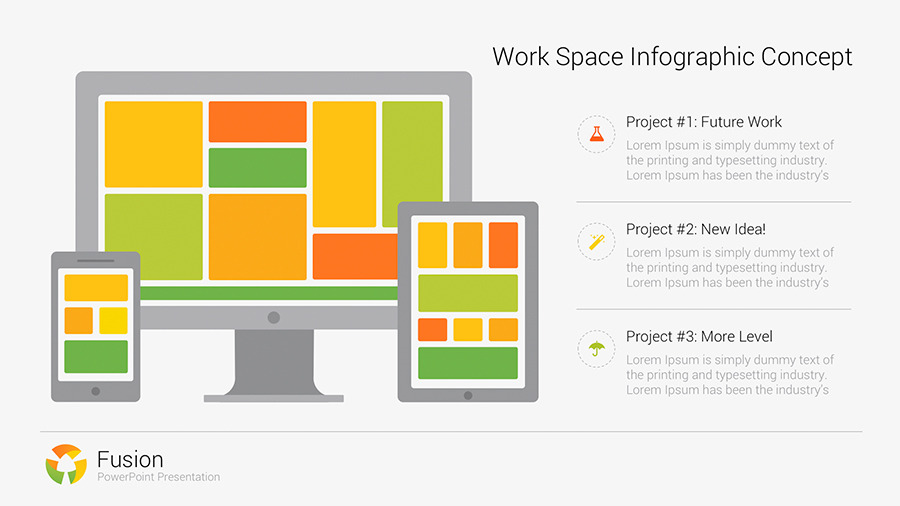 Work Space Infographic Concept
Project #1: Future Work
Lorem Ipsum is simply dummy text of
the printing and typesetting industry.
Lorem Ipsum has been the industry's
Project #2: New Idea!
Lorem Ipsum is simply dummy text of
the printing and typesetting industry.
Lorem Ipsum has been the industry's
Project #3: More Level
Lorem Ipsum is simply dummy text of
the printing and typesetting industry.
Lorem Ipsum has been the industry's
Fusion
PowerPoint Presentation